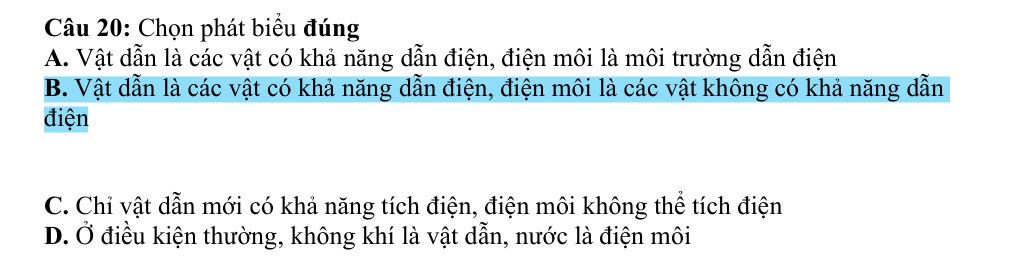 Câu 20: Chọn phát biểu đúng
A. Vật dẫn là các vật có khả năng dẫn điện, điện môi là môi trường dẫn điện
B. Vật dẫn là các vật có khả năng dẫn điện, điện môi là các vật không có khả năng dẫn
điện
C. Chỉ vật dẫn mới có khả năng tích điện, điện môi không thể tích điện
D. Ở điều kiện thường, không khí là vật dẫn, nước là điện môi